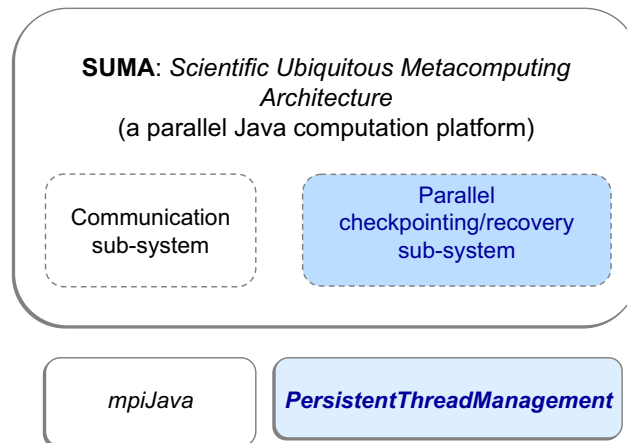 SUMA: Scientific Ubiquitous Metacomputing
Architecture
(a parallel Java computation platform)
Communication
sub-system
Parallel
checkpointing/recovery
sub-system
mpiJava
PersistentThreadManagement